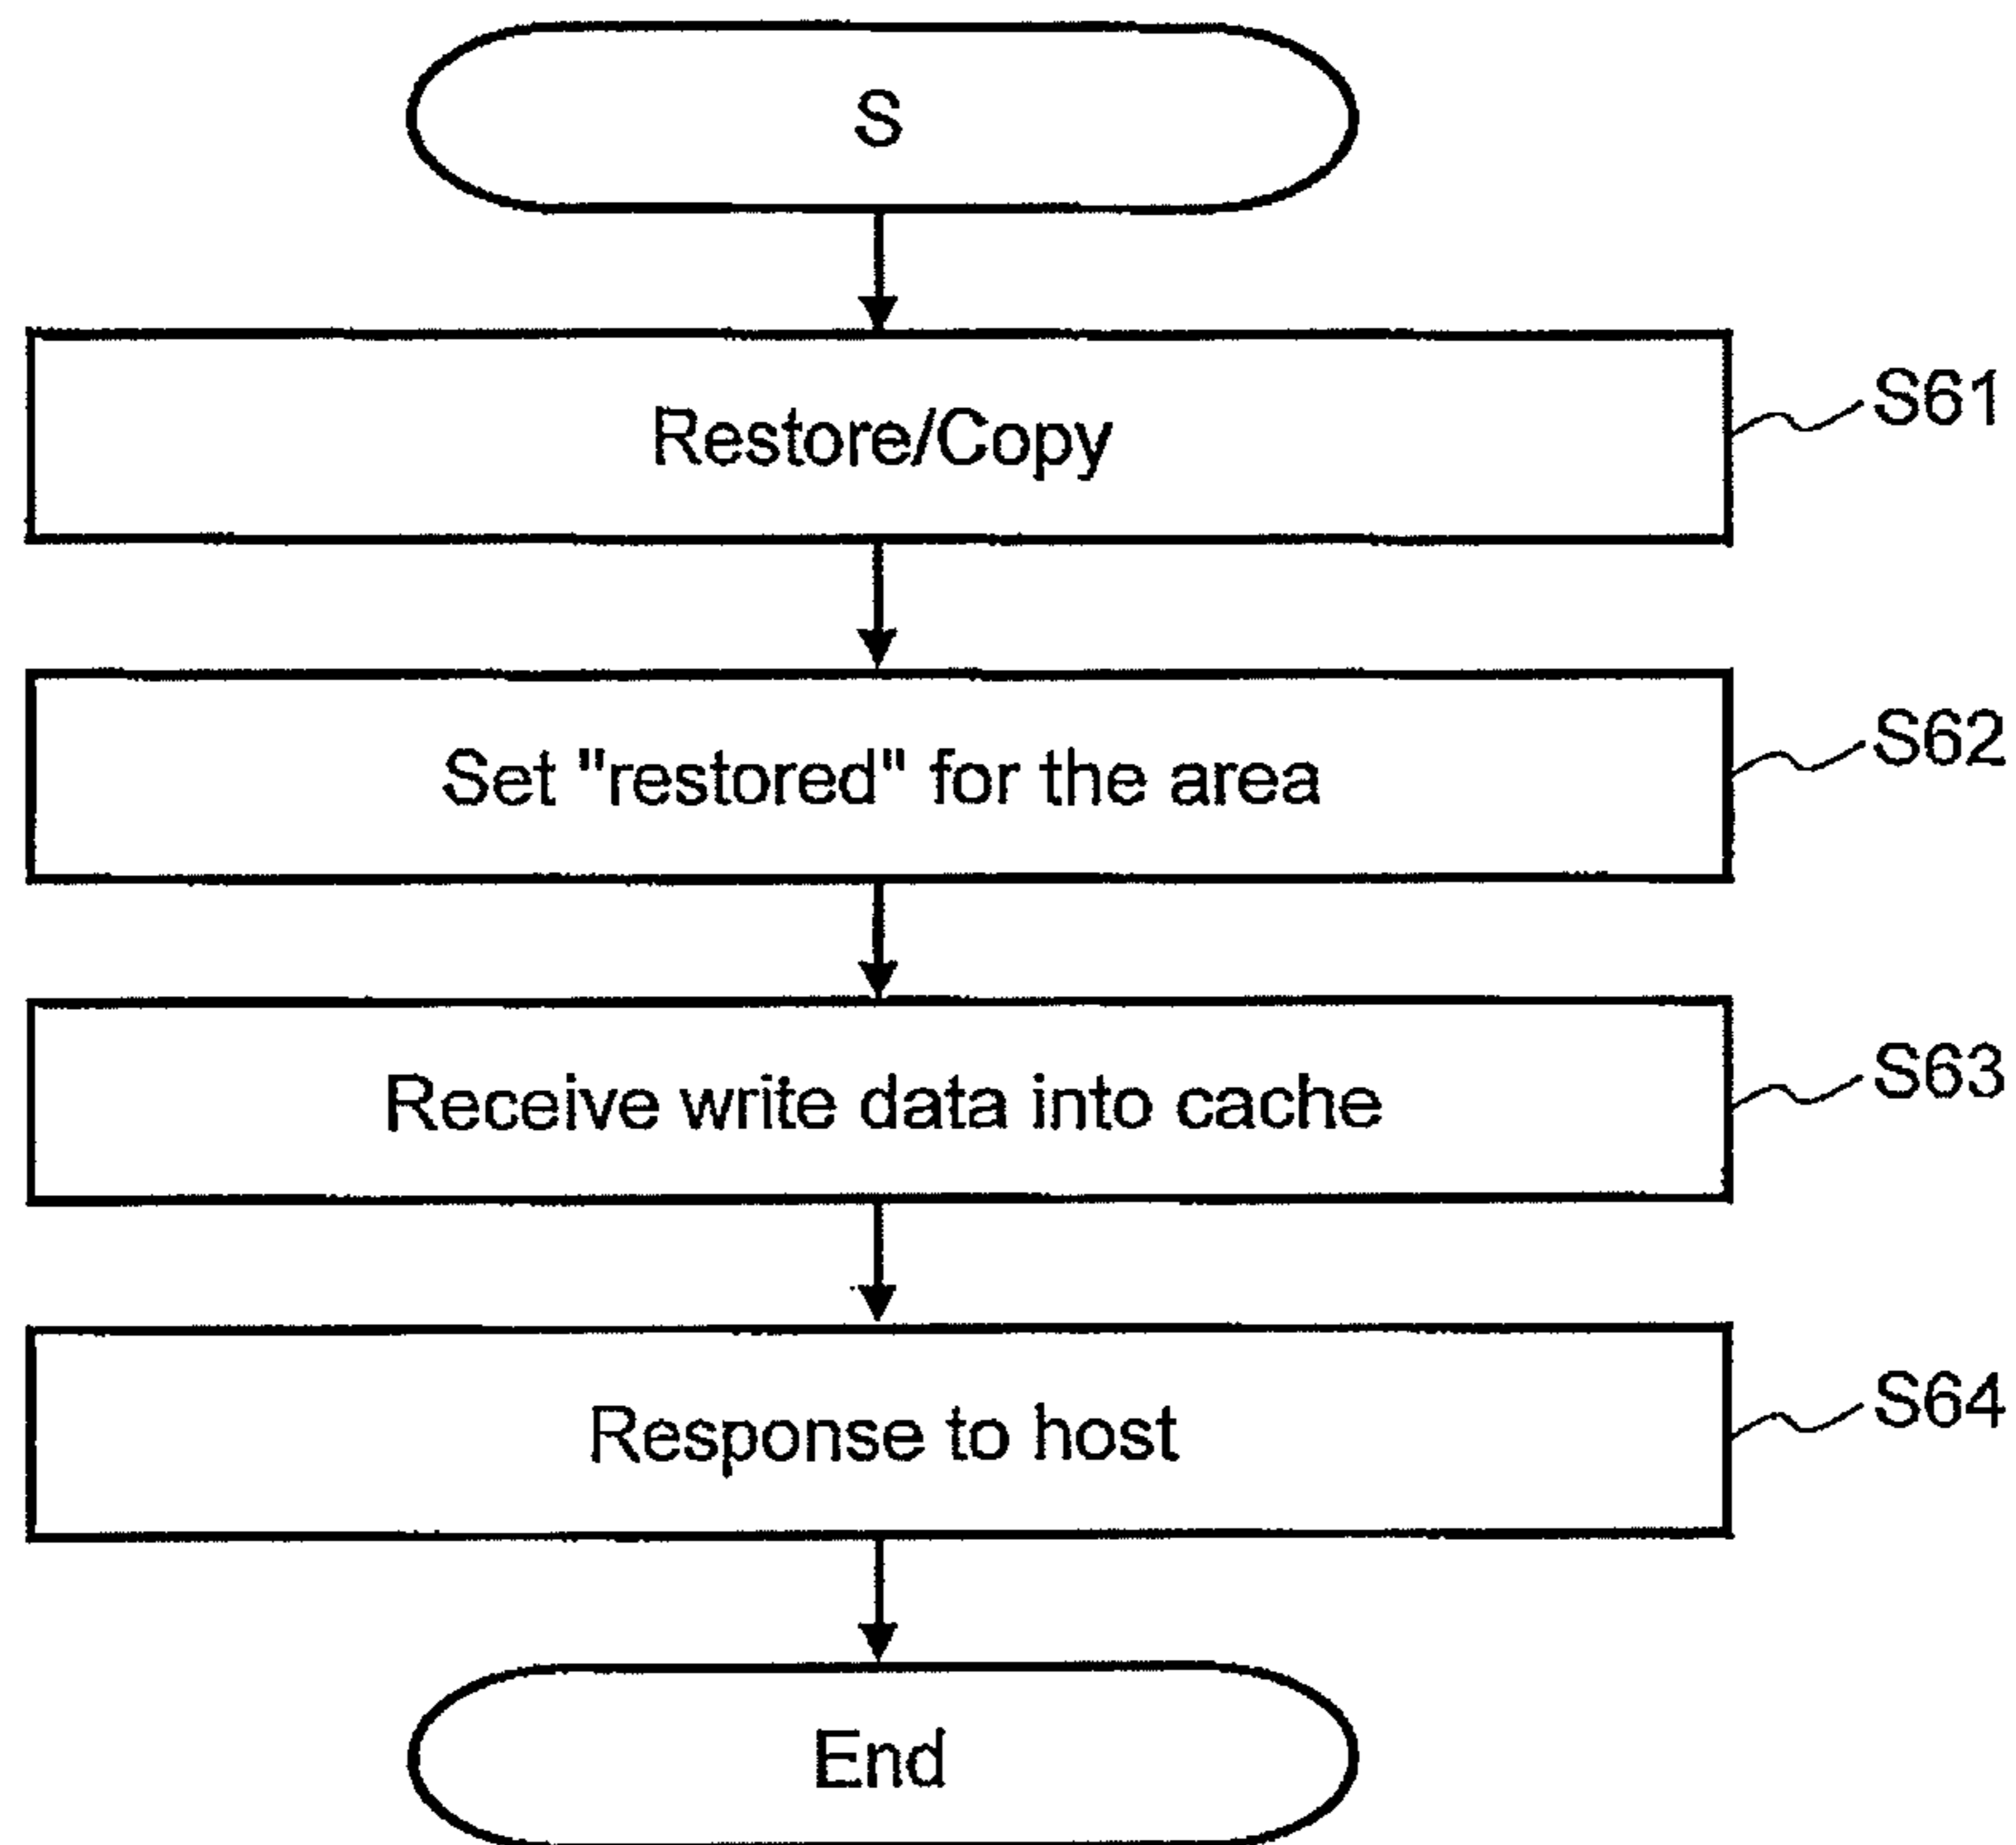 S
Restore/Copy
S61
Set "restored" for the area
S62
Receive write data into cache
S63
Response to host
S64
End